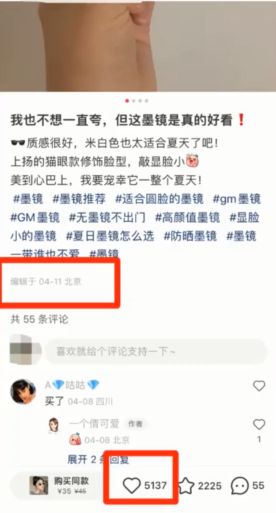 我也不想一直夸，但这墨镜是真的好看❗
🕶️质感很好，米白色也太适合夏天了吧！
上扬的猫眼款修饰脸型，敲显脸小
美到心巴上，我要宠幸它一整个夏天！
#墨镜 #墨镜推荐 #适合圆脸的墨镜 #gm墨镜
#GM墨镜 #无墨镜不出门 #高颜值墨镜 #显脸
小的墨镜 #夏日墨镜怎么选 #防晒墨镜 #墨镜
一带谁也不爱 #墨镜
编辑于 04-11 北京
共 55 条评论
喜欢就给个评论支持一下~
A💎咕咕💎
买了 04-08 四川
一个倩可爱 作者
04-08 北京
1
展开 2 条回复
购买同款
¥35 ¥45
5137
2225
55